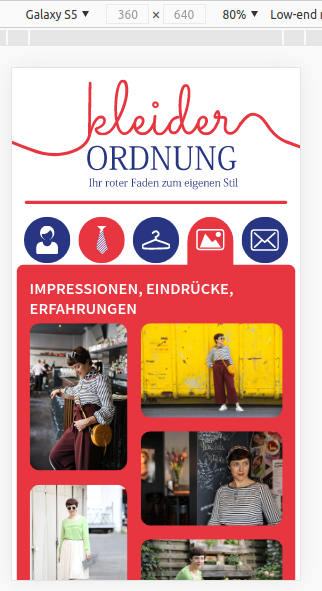 Galaxy S5 ▼ 360 × 640 80% ▼ Low-end
kleider
ORDNUNG
Ihr roter Faden zum eigenen Stil
IMPRESSIONEN, EINDRÜCKE,
ERFAHRUNGEN